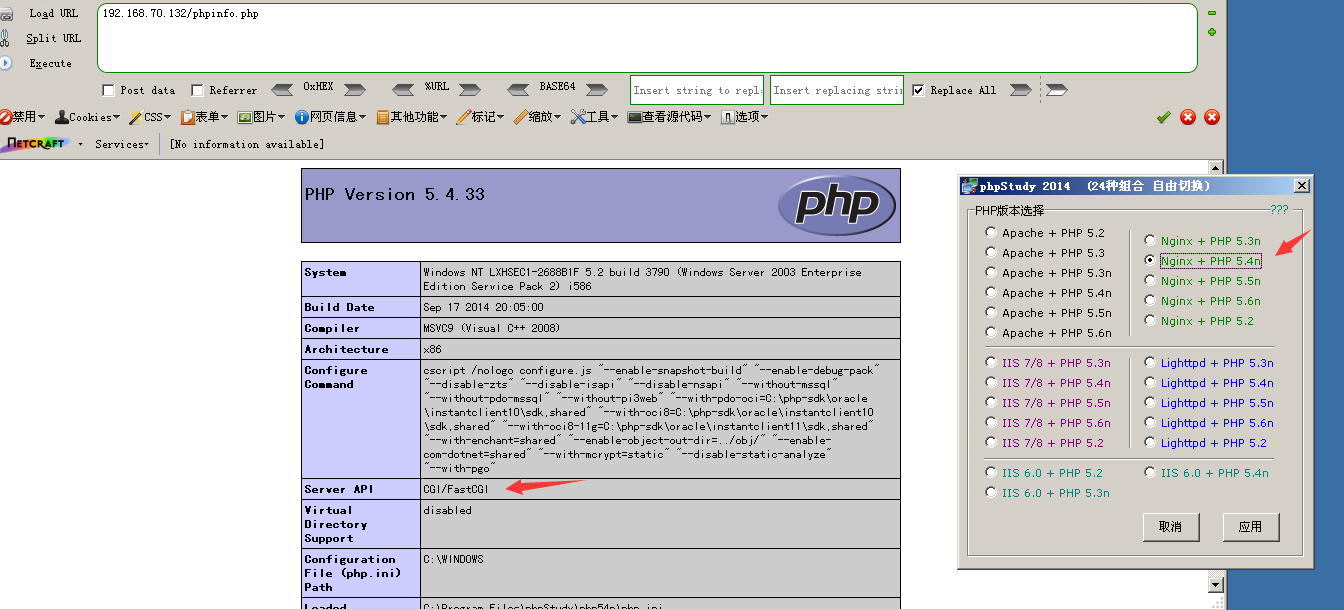 Load URL
192.168.70.132/phpinfo.php
Split URL
Execute
Post data Referrer OxHEX %URL BASE64 Insert string to repl Insert replacing stri Replace All
禁用 Cookies CSS 表单 图片 网页信息 其他功能 标记 缩放 工具 查看源代码 选项
NETCRAFT Services [No information available]
PHP Version 5.4.33
php
System Windows NT LXHSEC1-2688B1F 5.2 build 3790 (Windows Server 2003 Enterprise
Edition Service Pack 2) i586
Build Date Sep 17 2014 20:05:00
Compiler MSVC9 (Visual C++ 2008)
Architecture x86
Configure
Command
cscript /nologo configure.js "--enable-snapshot-build" "--enable-debug-pack"
"--disable-zts" "--disable-isapi" "--disable-nsapi" "--without-mssql"
"--without-pdo-mssql" "--without-pi3web" "--with-pdo-oci=C:\php-sdk\oracle
\instantclient10\sdk,shared" "--with-oci8=C:\php-sdk\oracle\instantclient10
\sdk,shared" "--with-oci8-11g=C:\php-sdk\oracle\instantclient11\sdk,shared"
"--with-enchant=shared" "--enable-object-out-dir=../obj/" "--enable-
com-dotnet=shared" "--with-mcrypt=static" "--disable-static-analyze"
"--with-pgo"
Server API CGI/FastCGI
Virtual
Directory
Support
disabled
Configuration
File (php.ini)
Path
C:\WINDOWS
Loaded C:\Program Files\phpStudy\php54n\php.ini
phpStudy 2014 (24种组合 自由切换)
PHP版本选择 ???
Apache + PHP 5.2
Apache + PHP 5.3
Apache + PHP 5.3n
Apache + PHP 5.4n
Apache + PHP 5.5n
Apache + PHP 5.6n
Nginx + PHP 5.3n
Nginx + PHP 5.4n
Nginx + PHP 5.5n
Nginx + PHP 5.6n
Nginx + PHP 5.2
IIS 7/8 + PHP 5.3n
IIS 7/8 + PHP 5.4n
IIS 7/8 + PHP 5.5n
IIS 7/8 + PHP 5.6n
IIS 7/8 + PHP 5.2
Lighttpd + PHP 5.3n
Lighttpd + PHP 5.4n
Lighttpd + PHP 5.5n
Lighttpd + PHP 5.6n
Lighttpd + PHP 5.2
IIS 6.0 + PHP 5.2
IIS 6.0 + PHP 5.3n
IIS 6.0 + PHP 5.4n
取消 应用